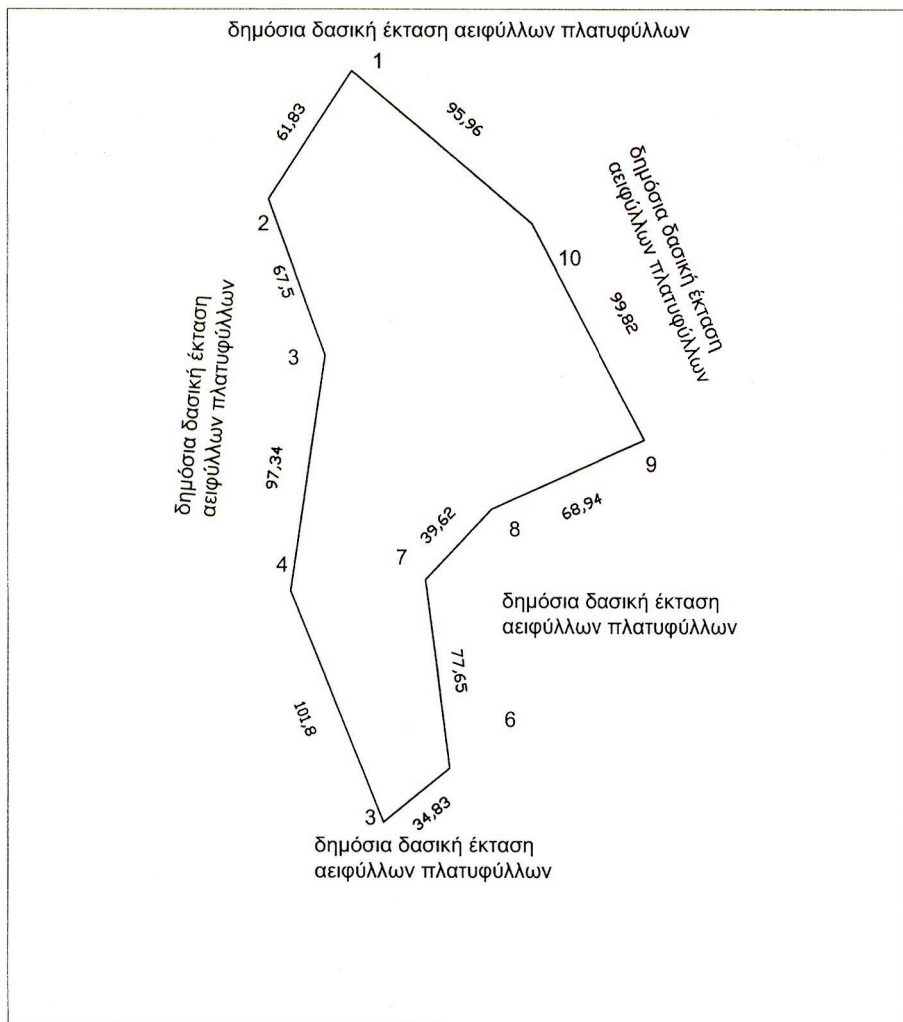 δημόσια δασική έκταση αειφύλλων πλατυφύλλων
1
61,83
95,96
2
10
δημόσια δασική έκταση
αειφύλλων πλατυφύλλων
67,5
99,82
3
δημόσια δασική έκταση
αειφύλλων πλατυφύλλων
97,34
9
68,94
8
39,62
7
4
δημόσια δασική έκταση
αειφύλλων πλατυφύλλων
77,65
6
101,8
3
34,83
δημόσια δασική έκταση
αειφύλλων πλατυφύλλων